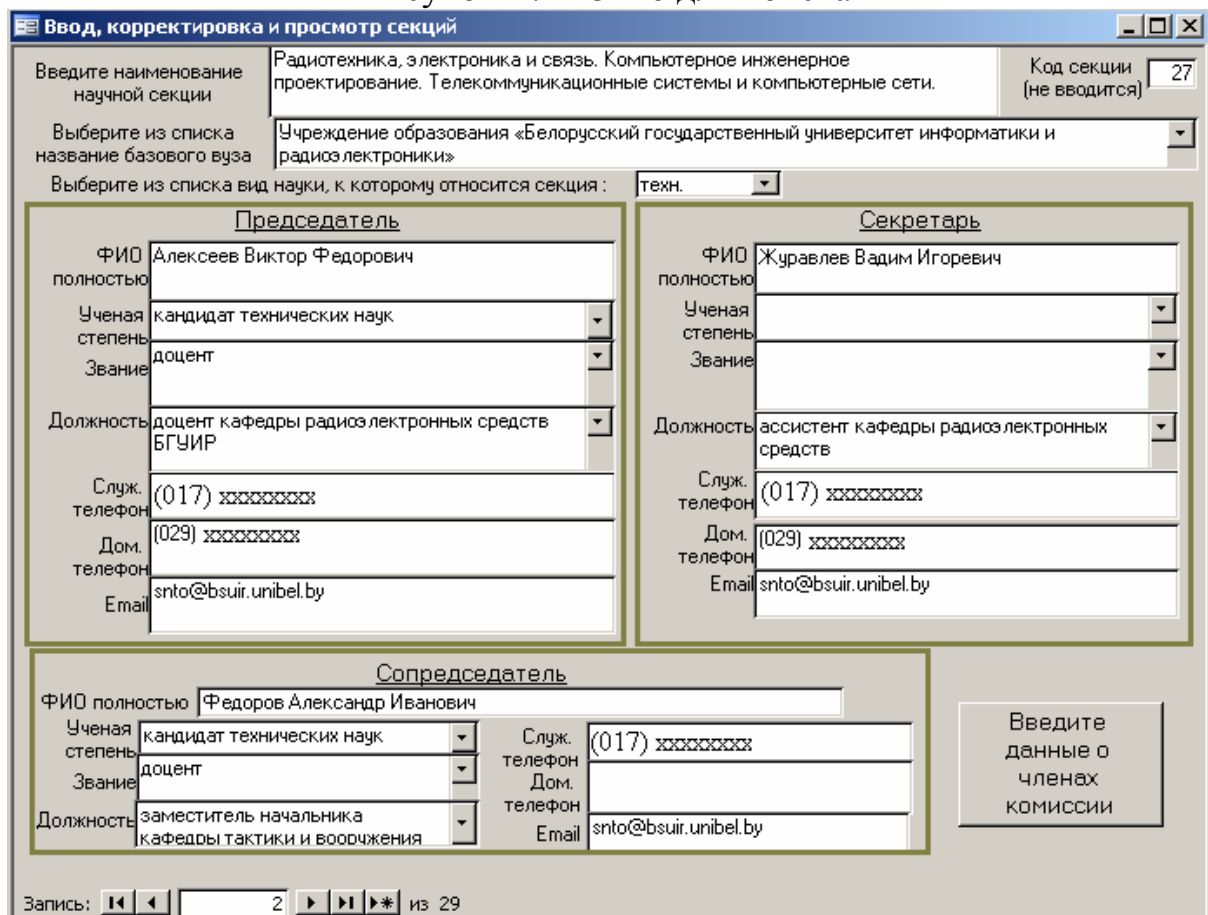 Ввод, корректировка и просмотр секций
Введите наименование
научной секции
Радиотехника, электроника и связь. Компьютерное инженерное
проектирование. Телекоммуникационные системы и компьютерные сети.
Код секции
(не вводится)
27
Выберите из списка
название базового вуза
Учреждение образования «Белорусский государственный университет информатики и
радиоэлектроники»
Выберите из списка вид науки, к которому относится секция :
техн.
Председатель
ФИО
полностью
Алексеев Виктор Федорович
Ученая
степень
кандидат технических наук
Звание
доцент
Должность
доцент кафедры радиоэлектронных средств
БГУИР
Служ.
телефон
(017) xxxxxxxxx
Дом.
телефон
(029) xxxxxxxxx
Email
snto@bsuir.unibel.by
Секретарь
ФИО
полностью
Журавлев Вадим Игоревич
Ученая
степень
Звание
Должность
ассистент кафедры радиоэлектронных
средств
Служ.
телефон
(017) xxxxxxxxx
Дом.
телефон
(029) xxxxxxxxx
Email
snto@bsuir.unibel.by
Сопредседатель
ФИО полностью
Федоров Александр Иванович
Ученая
степень
кандидат технических наук
Звание
доцент
Должность
заместитель начальника
кафедры тактики и вооружения
Служ.
телефон
(017) xxxxxxxxx
Дом.
телефон
Email
snto@bsuir.unibel.by
Введите
данные о
членах
комиссии
Запись: 2 из 29